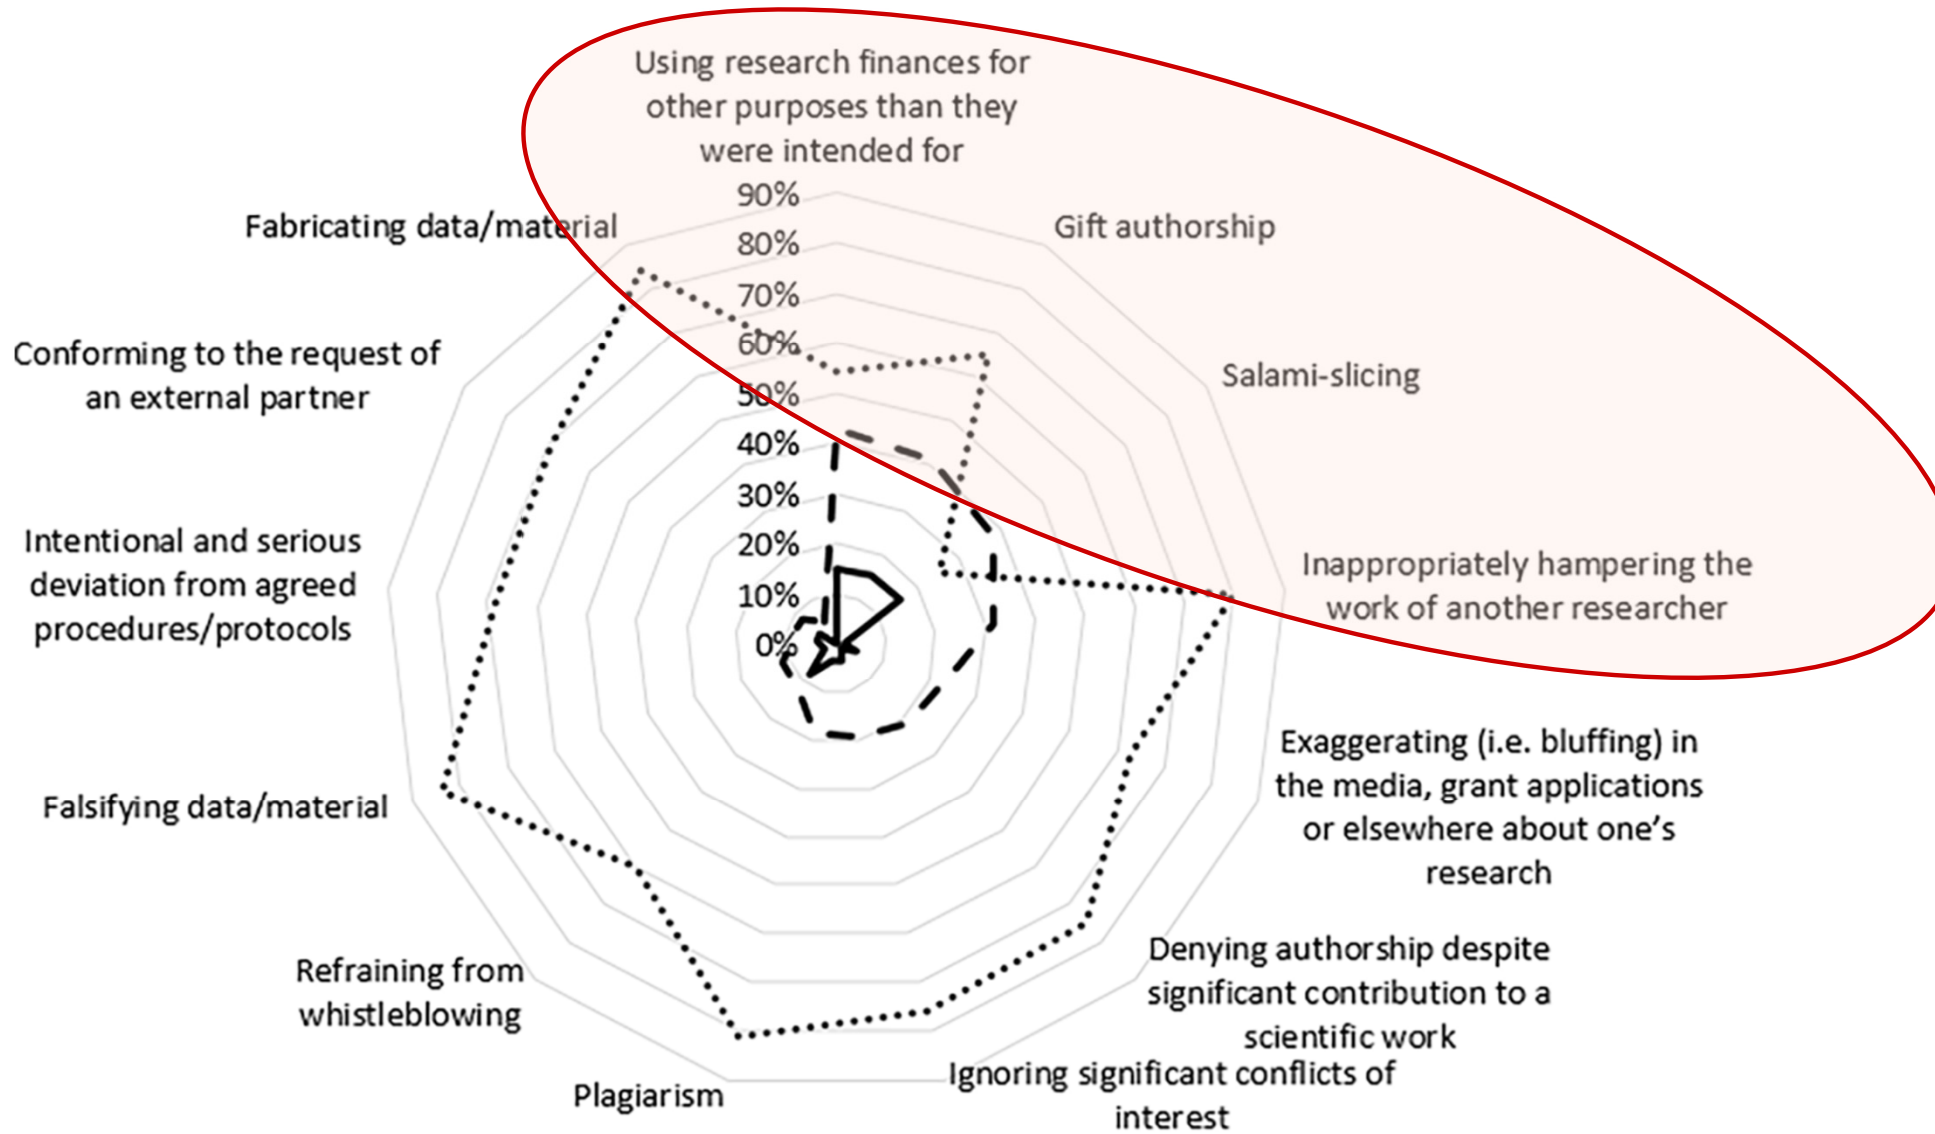 Using research finances for
other purposes than they
were intended for
90%
80%
70%
60%
50%
40%
30%
20%
10%
0%
Gift authorship
Salami-slicing
Inappropriately hampering the
work of another researcher
Exaggerating (i.e. bluffing) in
the media, grant applications
or elsewhere about one’s
research
Denying authorship despite
significant contribution to a
scientific work
Ignoring significant conflicts of
interest
Plagiarism
Refraining from
whistleblowing
Falsifying data/material
Intentional and serious
deviation from agreed
procedures/protocols
Conforming to the request of
an external partner
Fabricating data/material